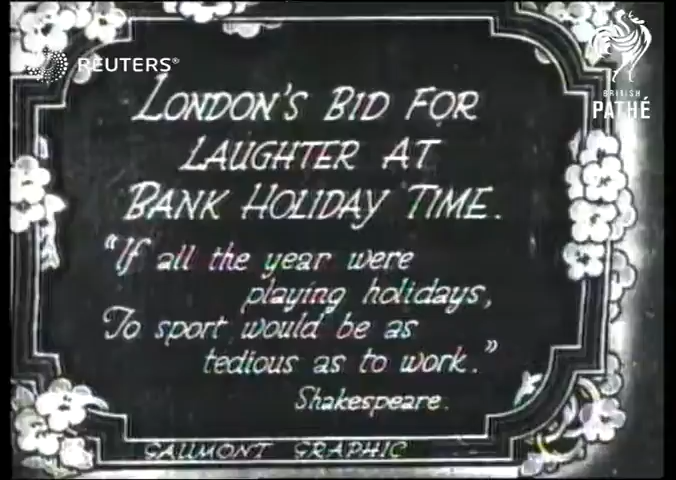 REUTERS®
BRITISH
PATHÉ
LONDON'S BID FOR
LAUGHTER AT
BANK HOLIDAY TIME.
"If all the year were
playing holidays,
To sport would be as
tedious as to work."
Shakespeare.
GAUMONT GRAPHIC